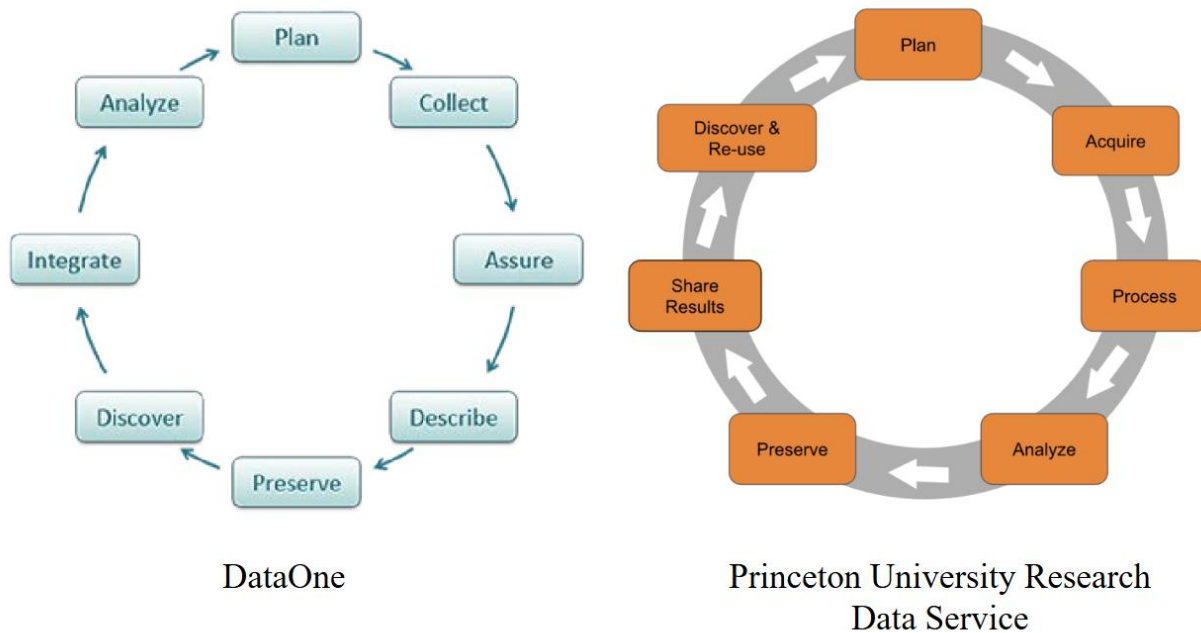 Plan
Collect
Assure
Describe
Preserve
Discover
Integrate
Analyze
DataOne
Plan
Acquire
Process
Analyze
Preserve
Share
Results
Discover &
Re-use
Princeton University Research
Data Service